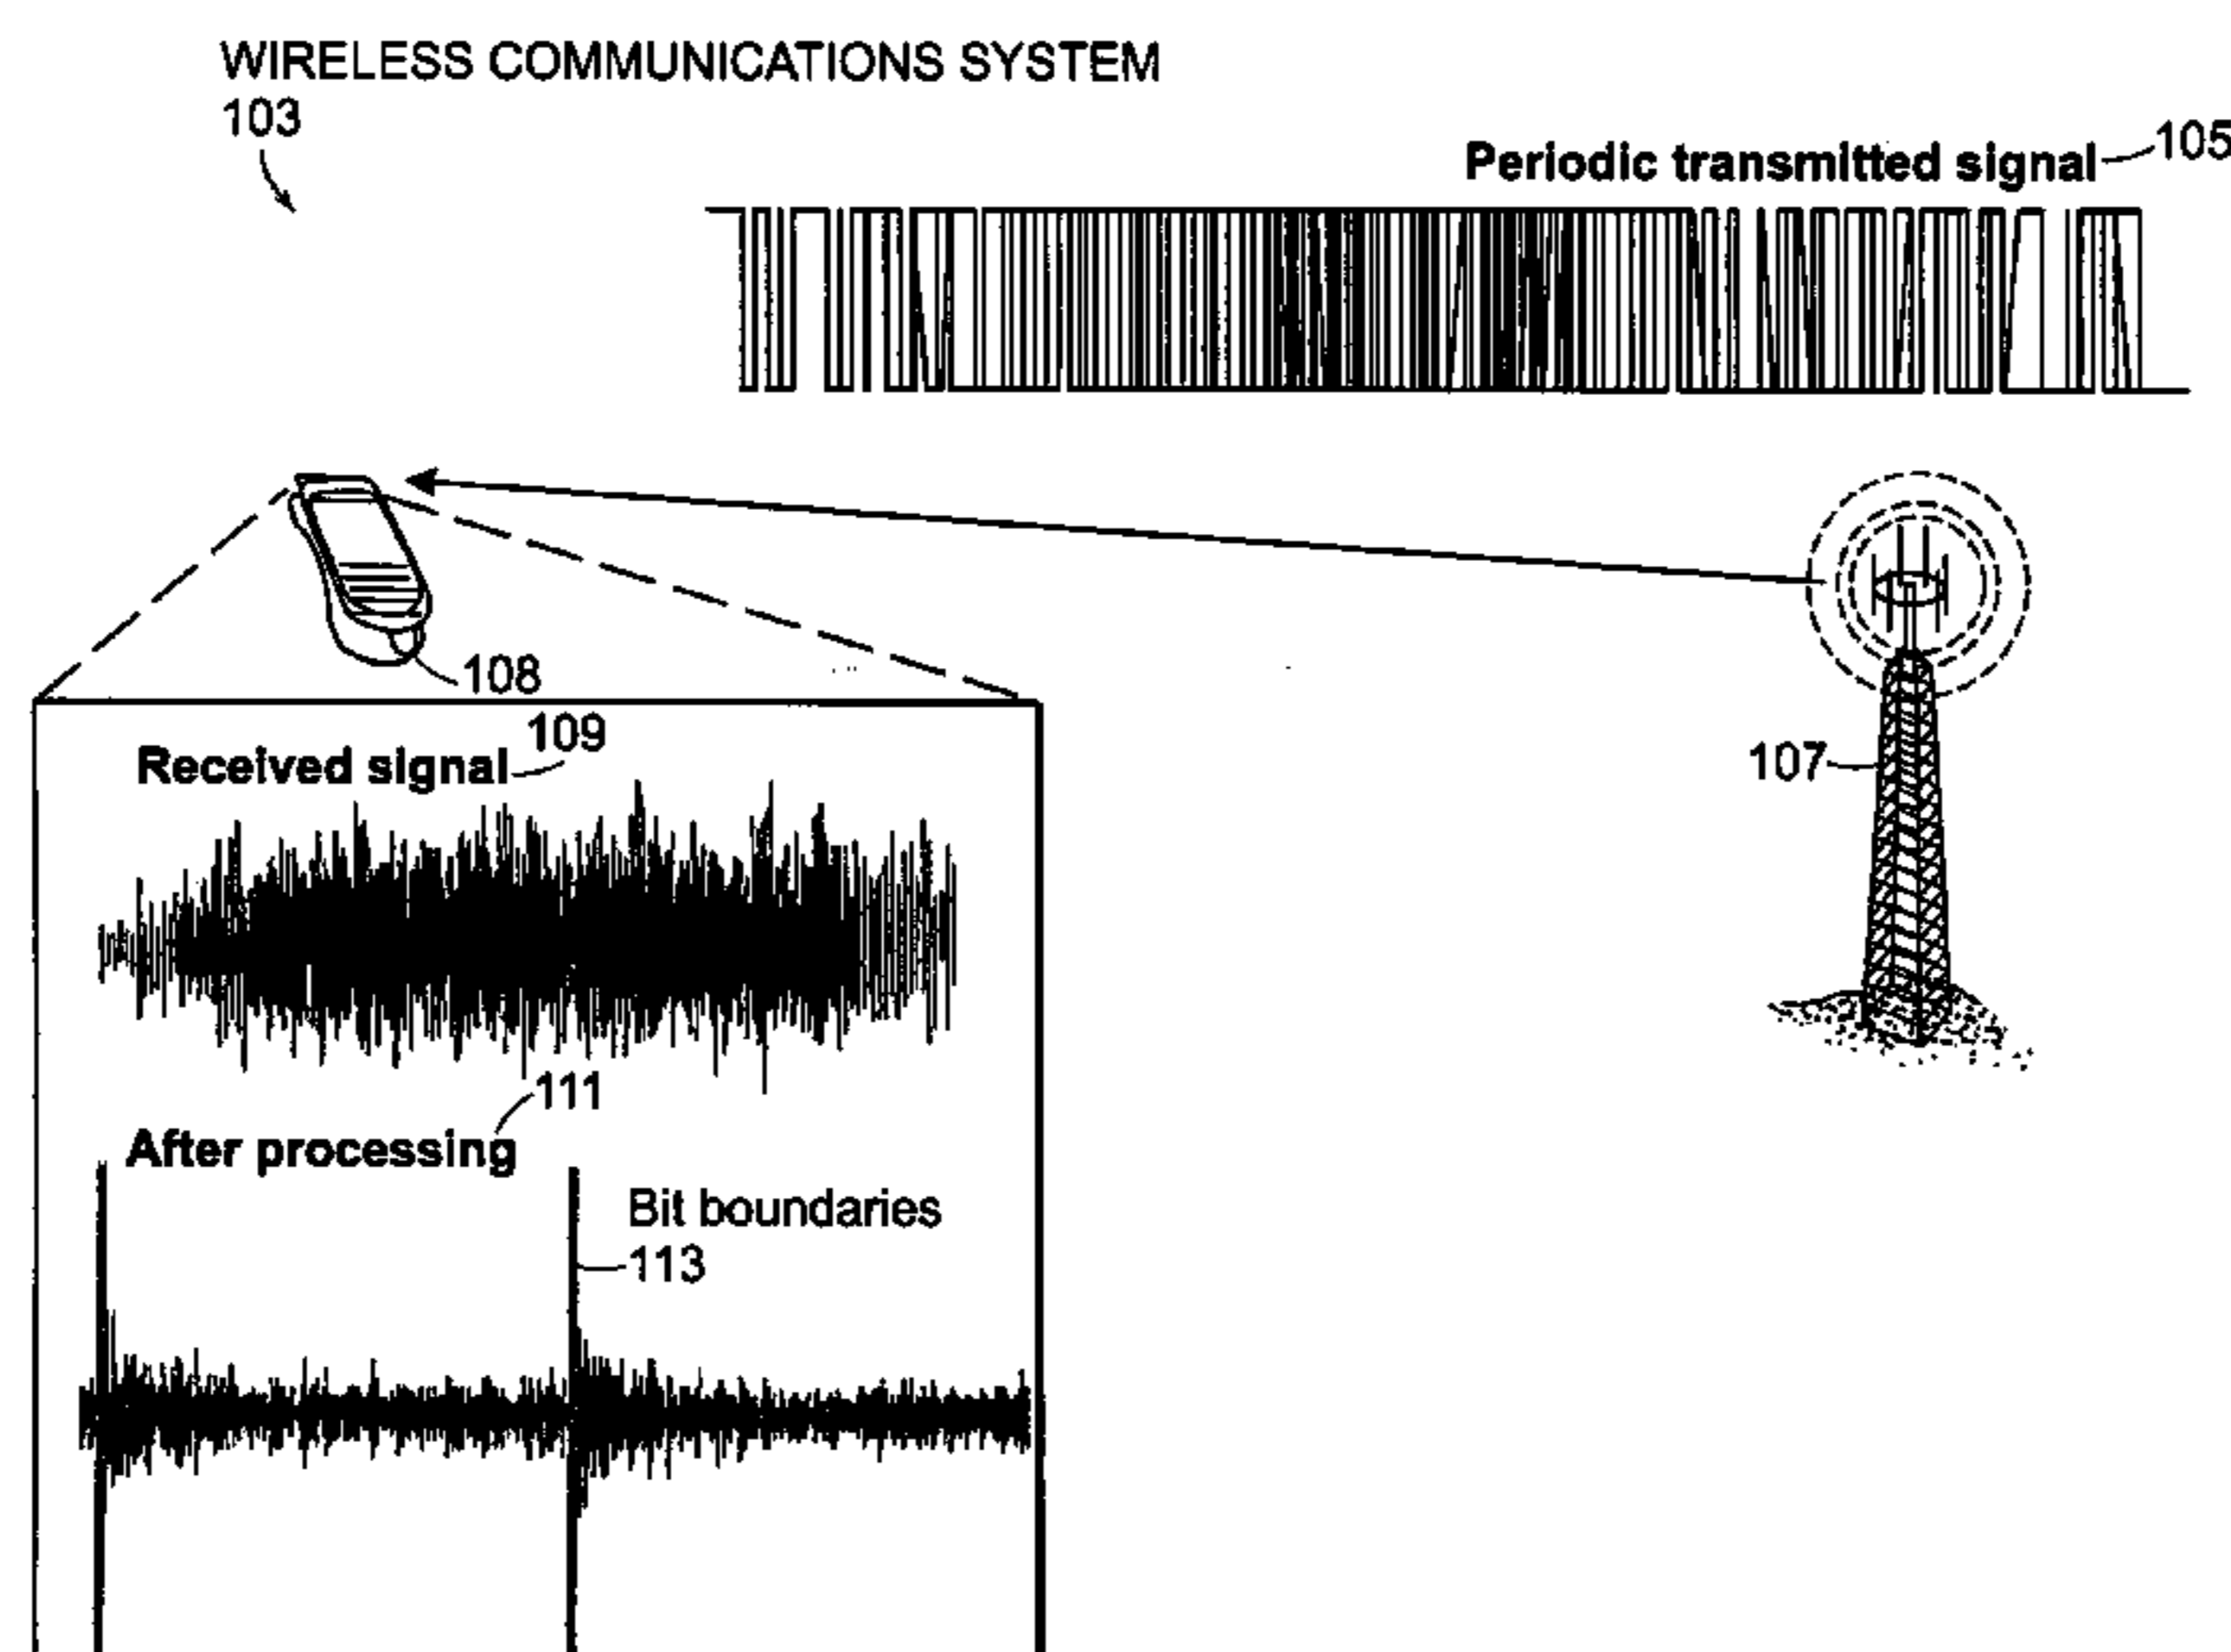 WIRELESS COMMUNICATIONS SYSTEM
103
Periodic transmitted signal 105
108
109
Received signal
107
111
After processing
Bit boundaries
113